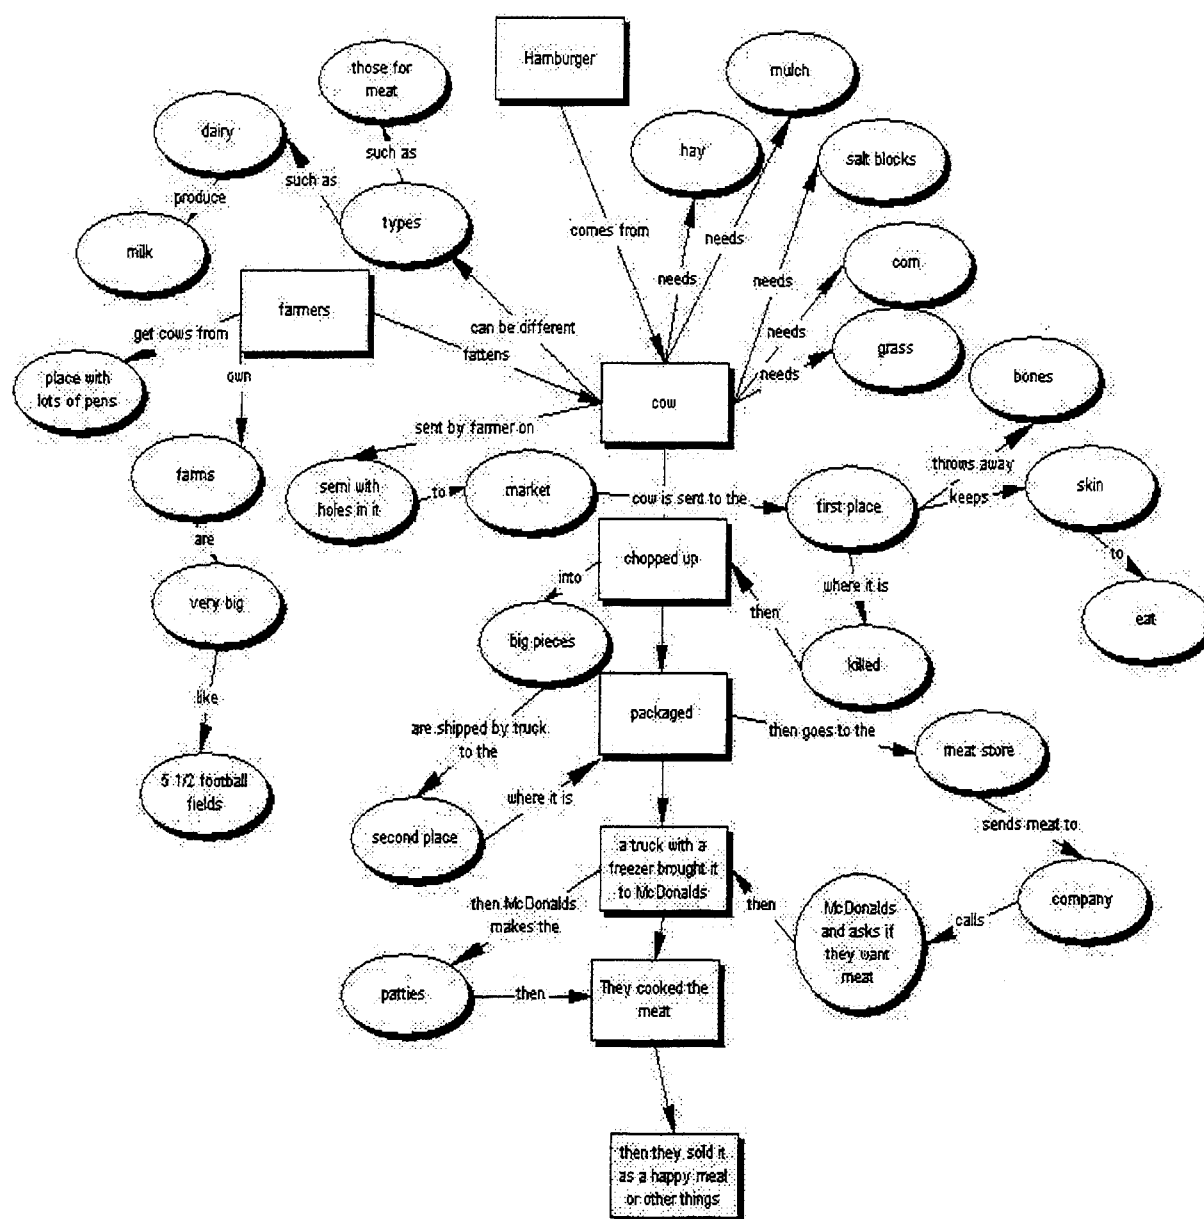 Hamburger
those for
meat
mulch
dairy
hay
salt blocks
such as
such as
produce
types
milk
comes from
needs
corn
needs
needs
farmers
get cows from
can be different
fattens
needs
grass
needs
bones
place with
lots of pens
own
cow
sent by farmer on
throws away
farms
semi with
holes in it
to
market
cow is sent to the
first place
keeps
skin
are
chopped up
into
where it is
to
very big
then
big pieces
killed
eat
like
packaged
are shipped by truck
to the
then goes to the
meat store
5 1/2 football
fields
where it is
second place
sends meat to
a truck with a
freezer brought it
to McDonalds
then McDonalds
makes the
then
McDonalds
and asks if
they want
meat
calls
company
patties
then
They cooked the
meat
then they sold it
as a happy meal
or other things